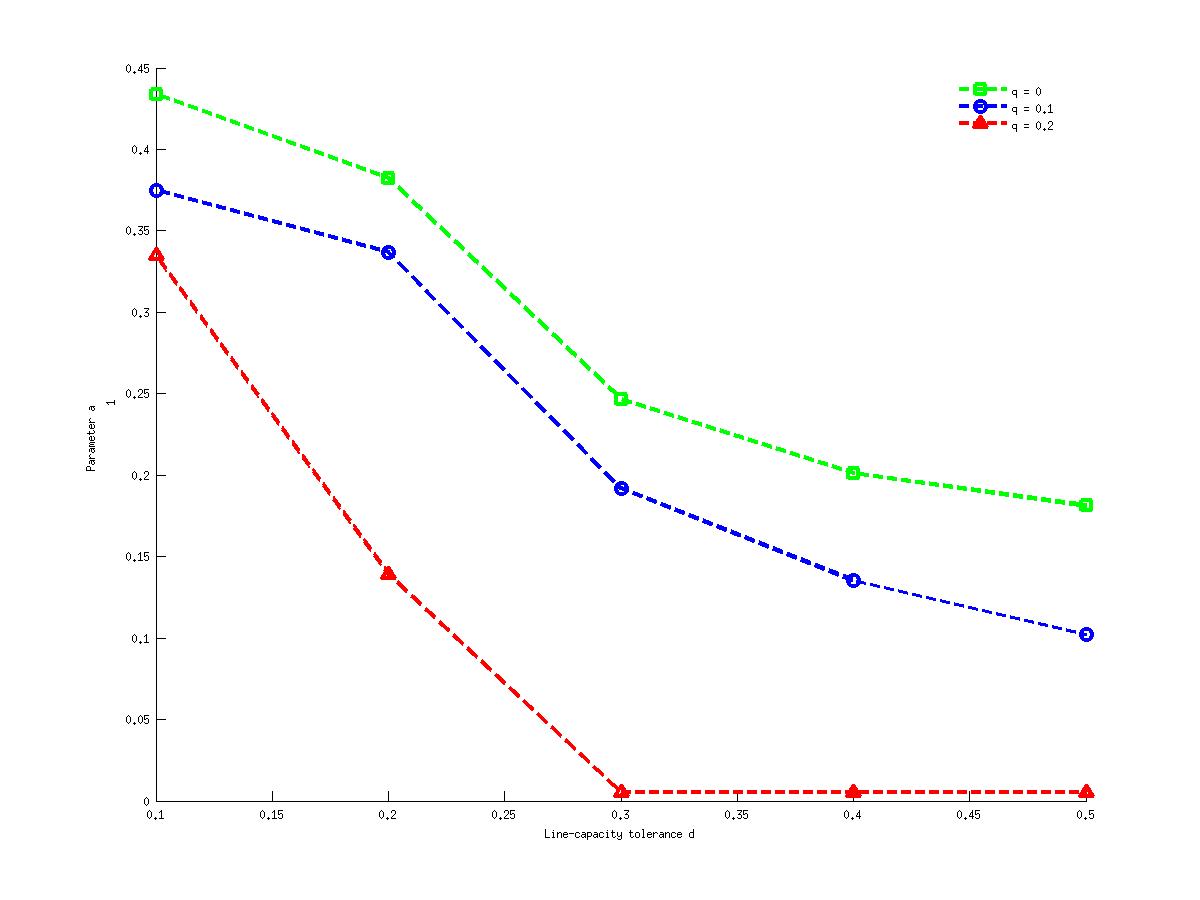 0.45
0.4
0.35
0.3
0.25
0.2
0.15
0.1
0.05
0
Parameter a
1
0.1 0.15 0.2 0.25 0.3 0.35 0.4 0.45 0.5
Line-capacity tolerance d
q = 0
q = 0.1
q = 0.2